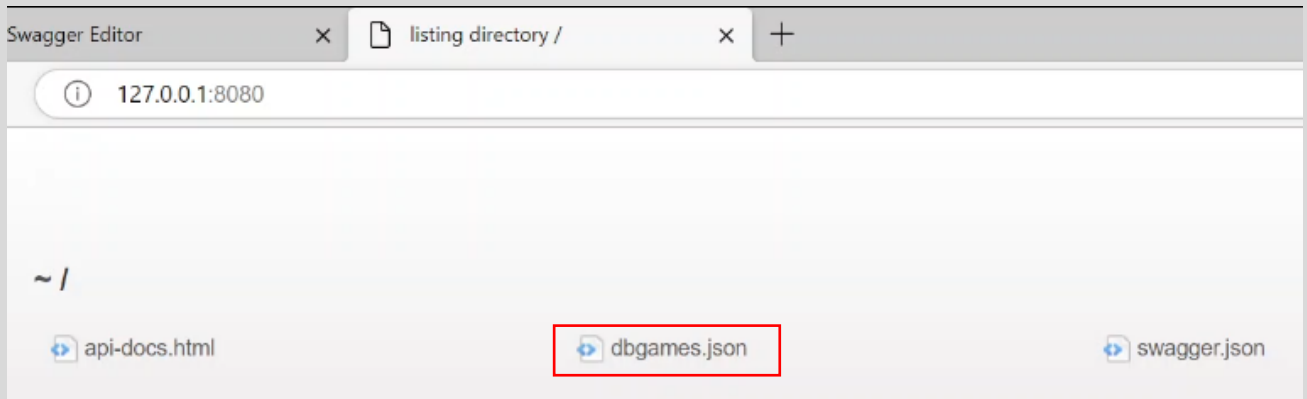 Swagger Editor
listing directory /
127.0.0.1:8080
~ /
api-docs.html
dbgames.json
swagger.json